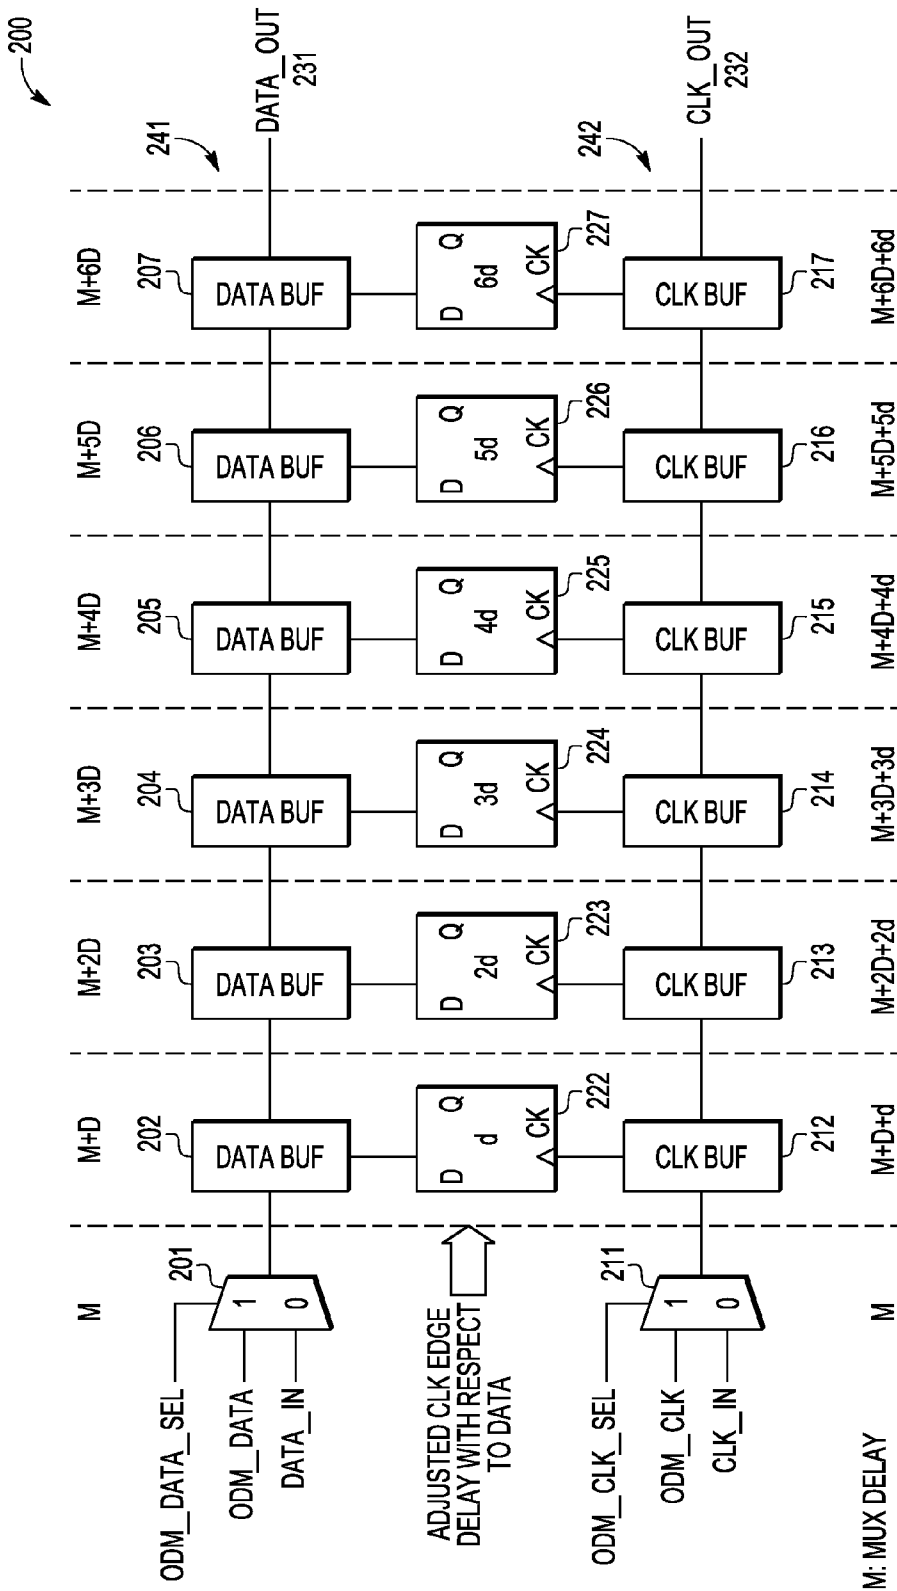 200
M
M+D
M+2D
M+3D
M+4D
M+5D
M+6D
241
ODM_DATA_SEL
ODM_DATA
DATA_IN
201
1
0
202
DATA BUF
203
DATA BUF
204
DATA BUF
205
DATA BUF
206
DATA BUF
207
DATA BUF
DATA_OUT
231
ADJUSTED CLK EDGE
DELAY WITH RESPECT
TO DATA
D
Q
d
CK
222
D
Q
2d
CK
223
D
Q
3d
CK
224
D
Q
4d
CK
225
D
Q
5d
CK
226
D
Q
6d
CK
227
242
ODM_CLK_SEL
ODM_CLK
CLK_IN
211
1
0
CLK BUF
212
CLK BUF
213
CLK BUF
214
CLK BUF
215
CLK BUF
216
CLK BUF
217
CLK_OUT
232
M
M+D+d
M+2D+2d
M+3D+3d
M+4D+4d
M+5D+5d
M+6D+6d
M: MUX DELAY